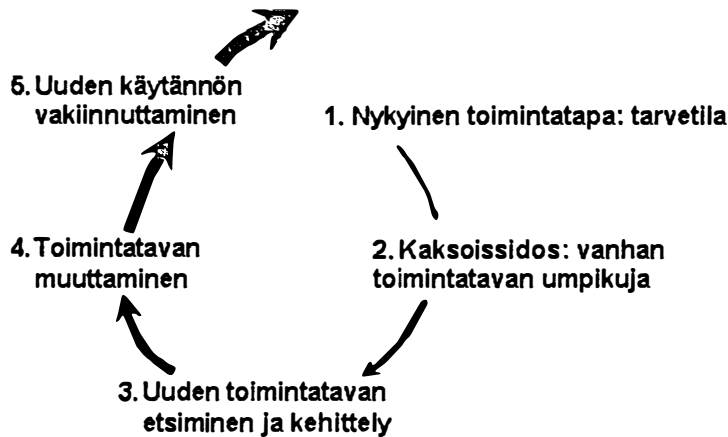 1. Nykyinen toimintatapa: tarvetila
2. Kaksoissidos: vanhan
toimintatavan umpikuja
3. Uuden toimintatavan
etsiminen ja kehittely
4. Toimintatavan
muuttaminen
5. Uuden käytännön
vakiinnuttaminen